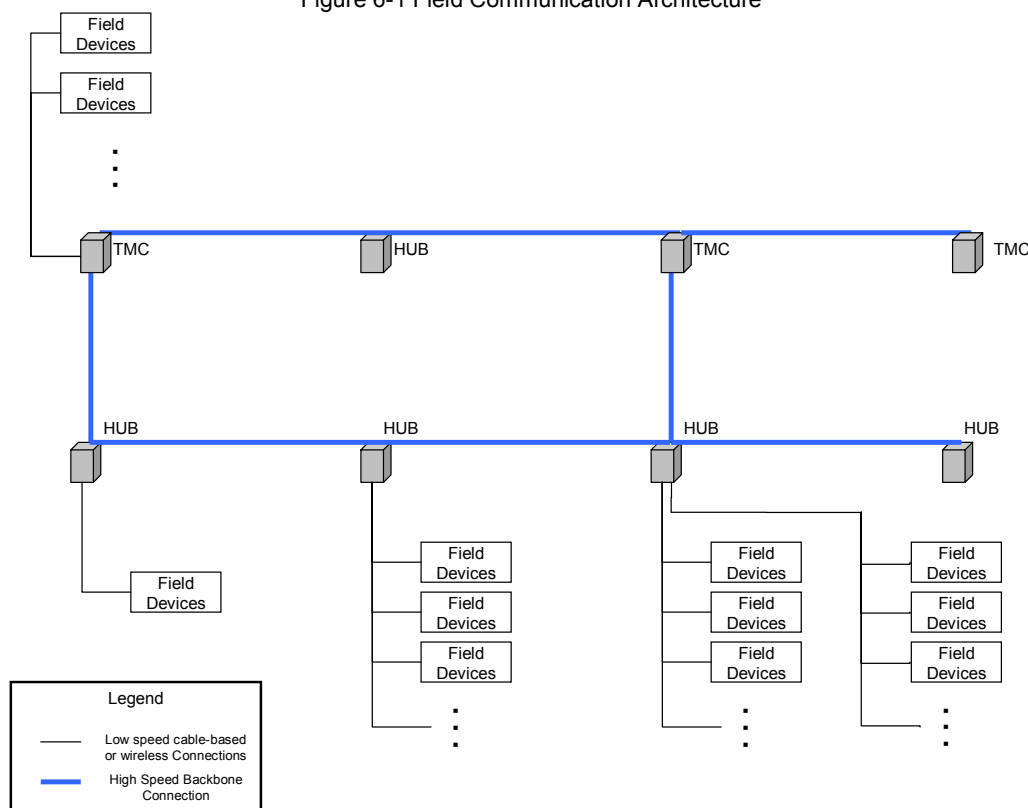 Figure 6-1 Field Communication Architecture
Field
Devices
Field
Devices
TMC
HUB
TMC
TMC
HUB
HUB
HUB
HUB
Field
Devices
Field
Devices
Field
Devices
Field
Devices
Field
Devices
Field
Devices
Field
Devices
Field
Devices
Field
Devices
Field
Devices
Legend
Low speed cable-based
or wireless Connections
High Speed Backbone
Connection